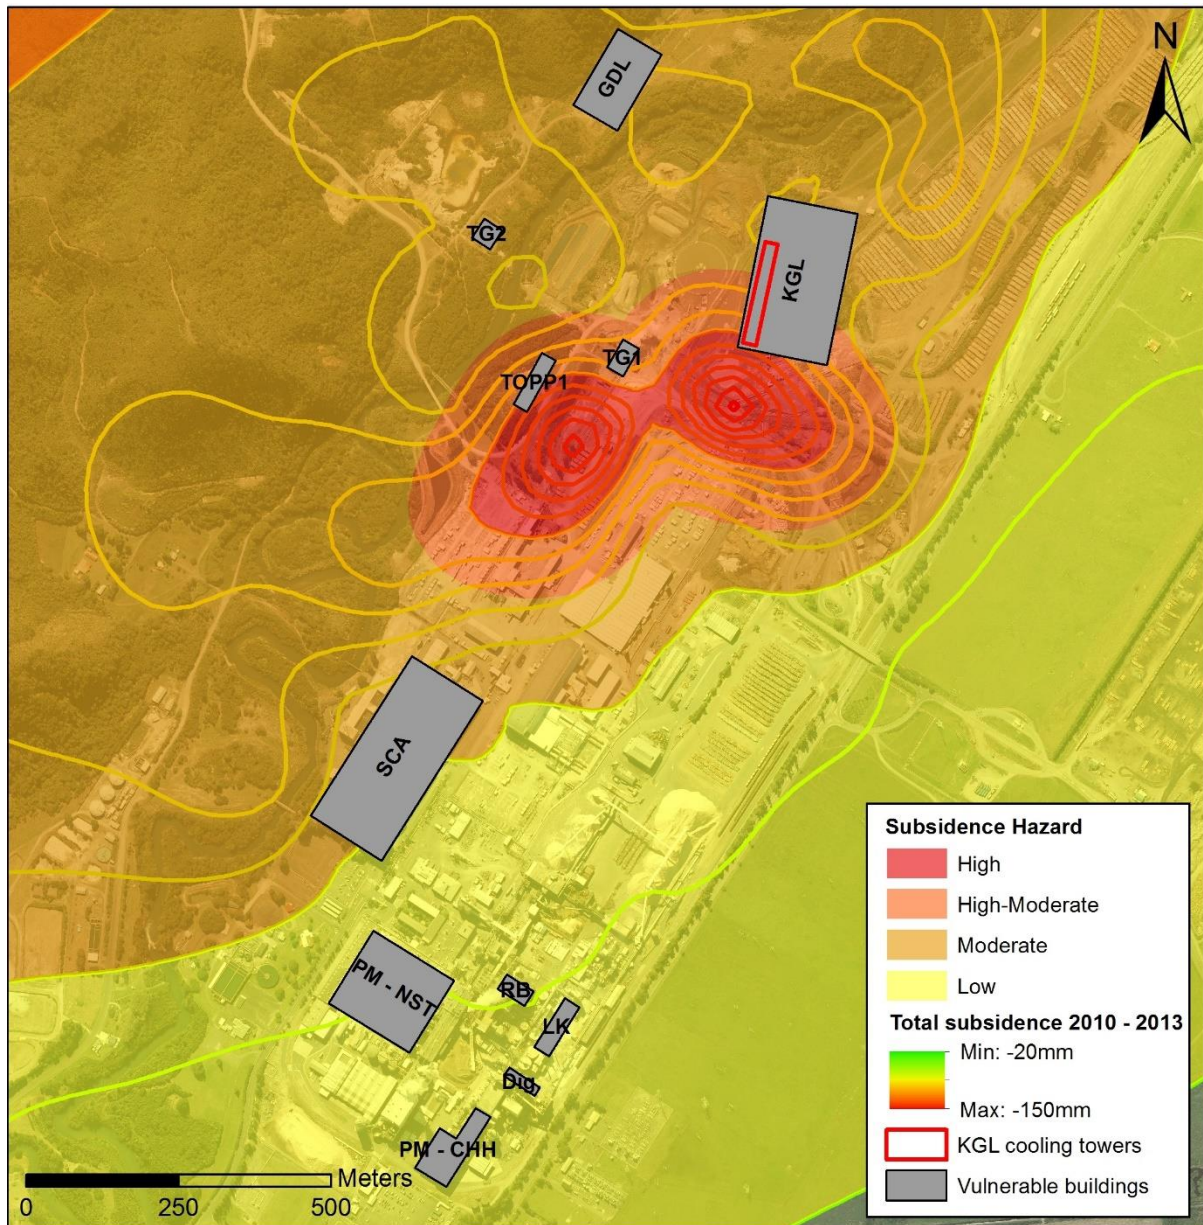 N
GDL
TG2
KGL
TG1
TOPP1
SCA
PM - NST
RB
LK
Dig
PM - CHH
Meters
0 250 500
Subsidence Hazard
High
High-Moderate
Moderate
Low
Total subsidence 2010 - 2013
Min: -20mm
Max: -150mm
KGL cooling towers
Vulnerable buildings